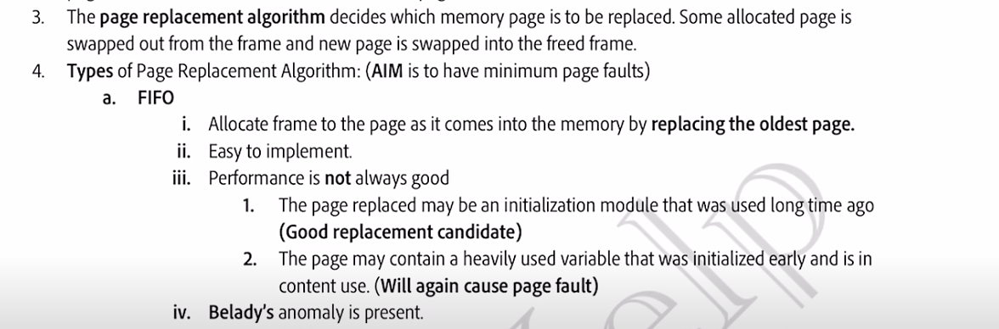 3. The page replacement algorithm decides which memory page is to be replaced. Some allocated page is
swapped out from the frame and new page is swapped into the freed frame.
4. Types of Page Replacement Algorithm: (AIM is to have minimum page faults)
a. FIFO
i. Allocate frame to the page as it comes into the memory by replacing the oldest page.
ii. Easy to implement.
iii. Performance is not always good
1. The page replaced may be an initialization module that was used long time ago
(Good replacement candidate)
2. The page may contain a heavily used variable that was initialized early and is in
content use. (Will again cause page fault)
iv. Belady's anomaly is present.